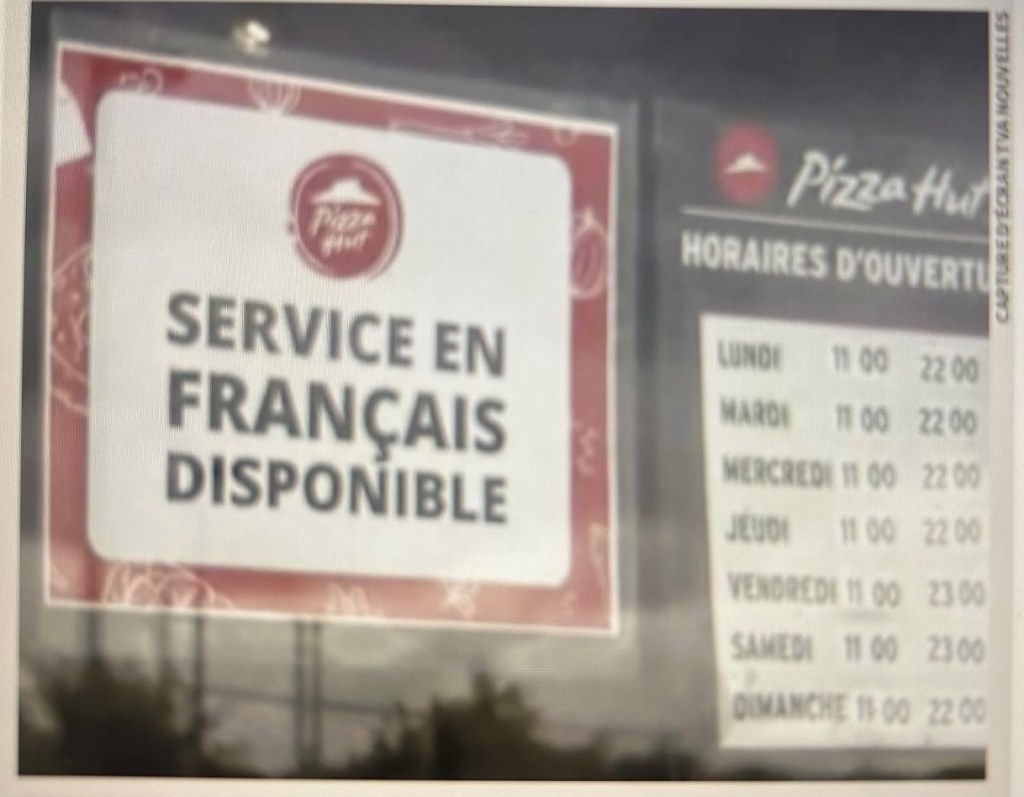 Pizza
Hut
SERVICE EN
FRANÇAIS
DISPONIBLE
Pizza Hut
HORAIRES D'OUVERTU
LUNDI 11 00 22 00
MARDI 11 00 22 00
MERCREDI 11 00 22 00
JEUDI 11 00 22 00
VENDREDI 11 00 23 00
SAMEDI 11 00 23 00
DIMANCHE 11 00 22 00
CAPTURE D'ÉCRAN TVA NOUVELLES